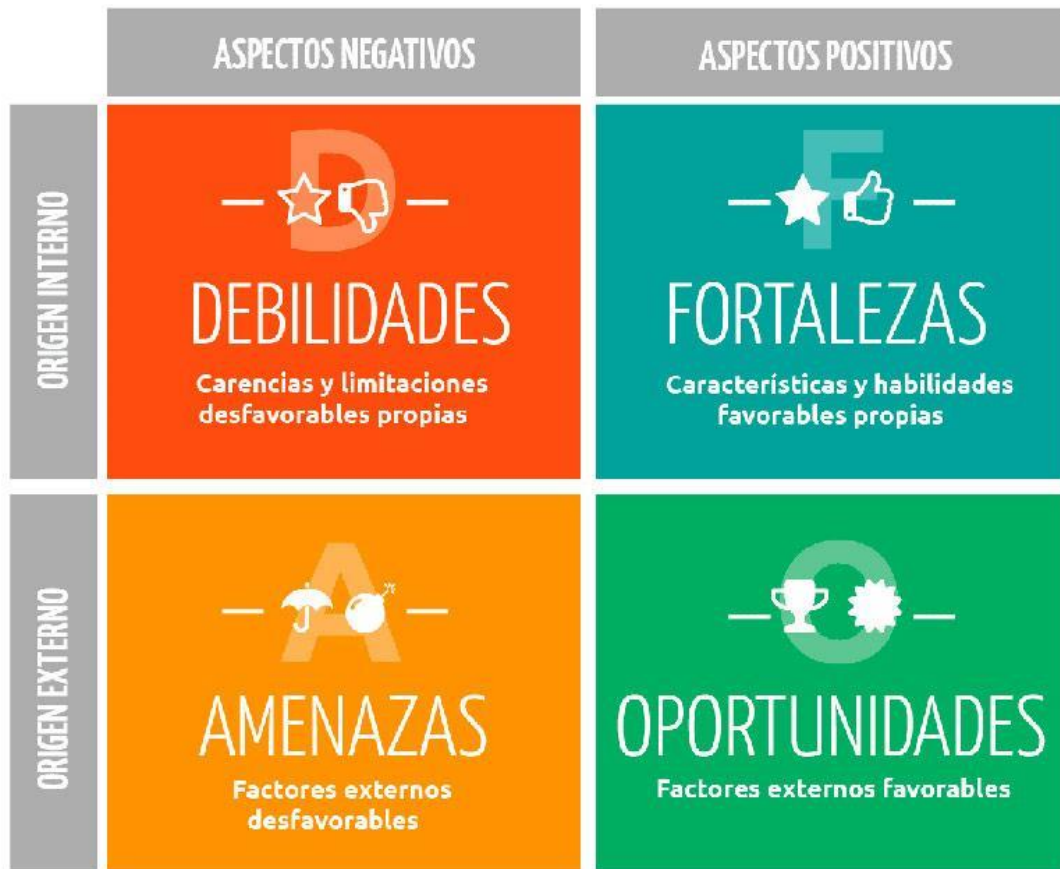 ASPECTOS NEGATIVOS
ASPECTOS POSITIVOS
ORIGEN INTERNO
D
DEBILIDADES
Carencias y limitaciones
desfavorables propias
F
FORTALEZAS
Características y habilidades
favorables propias
ORIGEN EXTERNO
A
AMENAZAS
Factores externos
desfavorables
O
OPORTUNIDADES
Factores externos favorables